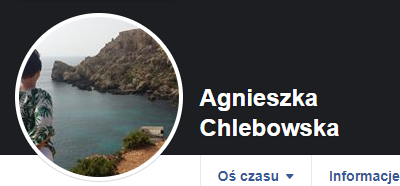 Agnieszka
Chlebowska
Oś czasu Informacje